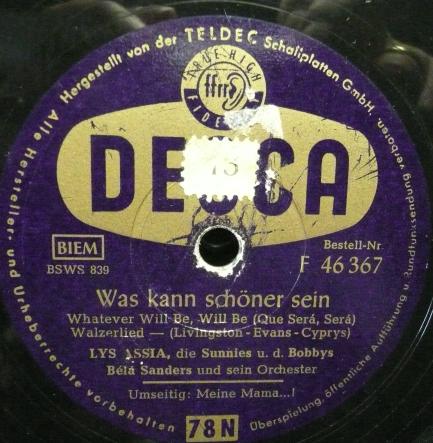 Alle Hersteller- und Urheberrechte vorbehalten
Hergestellt von der TELDEC Schallplatten GmbH.
Überspielung, öffentliche Aufführung u. Rundfunksendung verboten.
TRUE HIGH FIDELITY
ffrr
DECCA
15
BIEM
BSWS 839
Bestell-Nr.
F 46 367
Was kann schöner sein
Whatever Will Be, Will Be (Que Será, Será)
Walzerlied — (Livingston-Evans-Cyprys)
LYS ASSIA, die Sunnies u. d. Bobbys
Béla Sanders und sein Orchester
Umseitig: Meine Mama...!
78 N